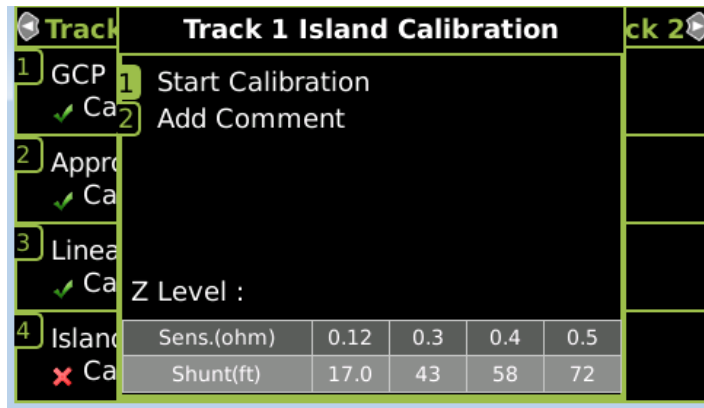 Track
Track 1 Island Calibration
ck 2
1 GCP
Ca
2 Appro
Ca
3 Linea
Ca
4 Island
Ca
1 Start Calibration
2 Add Comment
Z Level :
Sens.(ohm) 0.12 0.3 0.4 0.5
Shunt(ft) 17.0 43 58 72